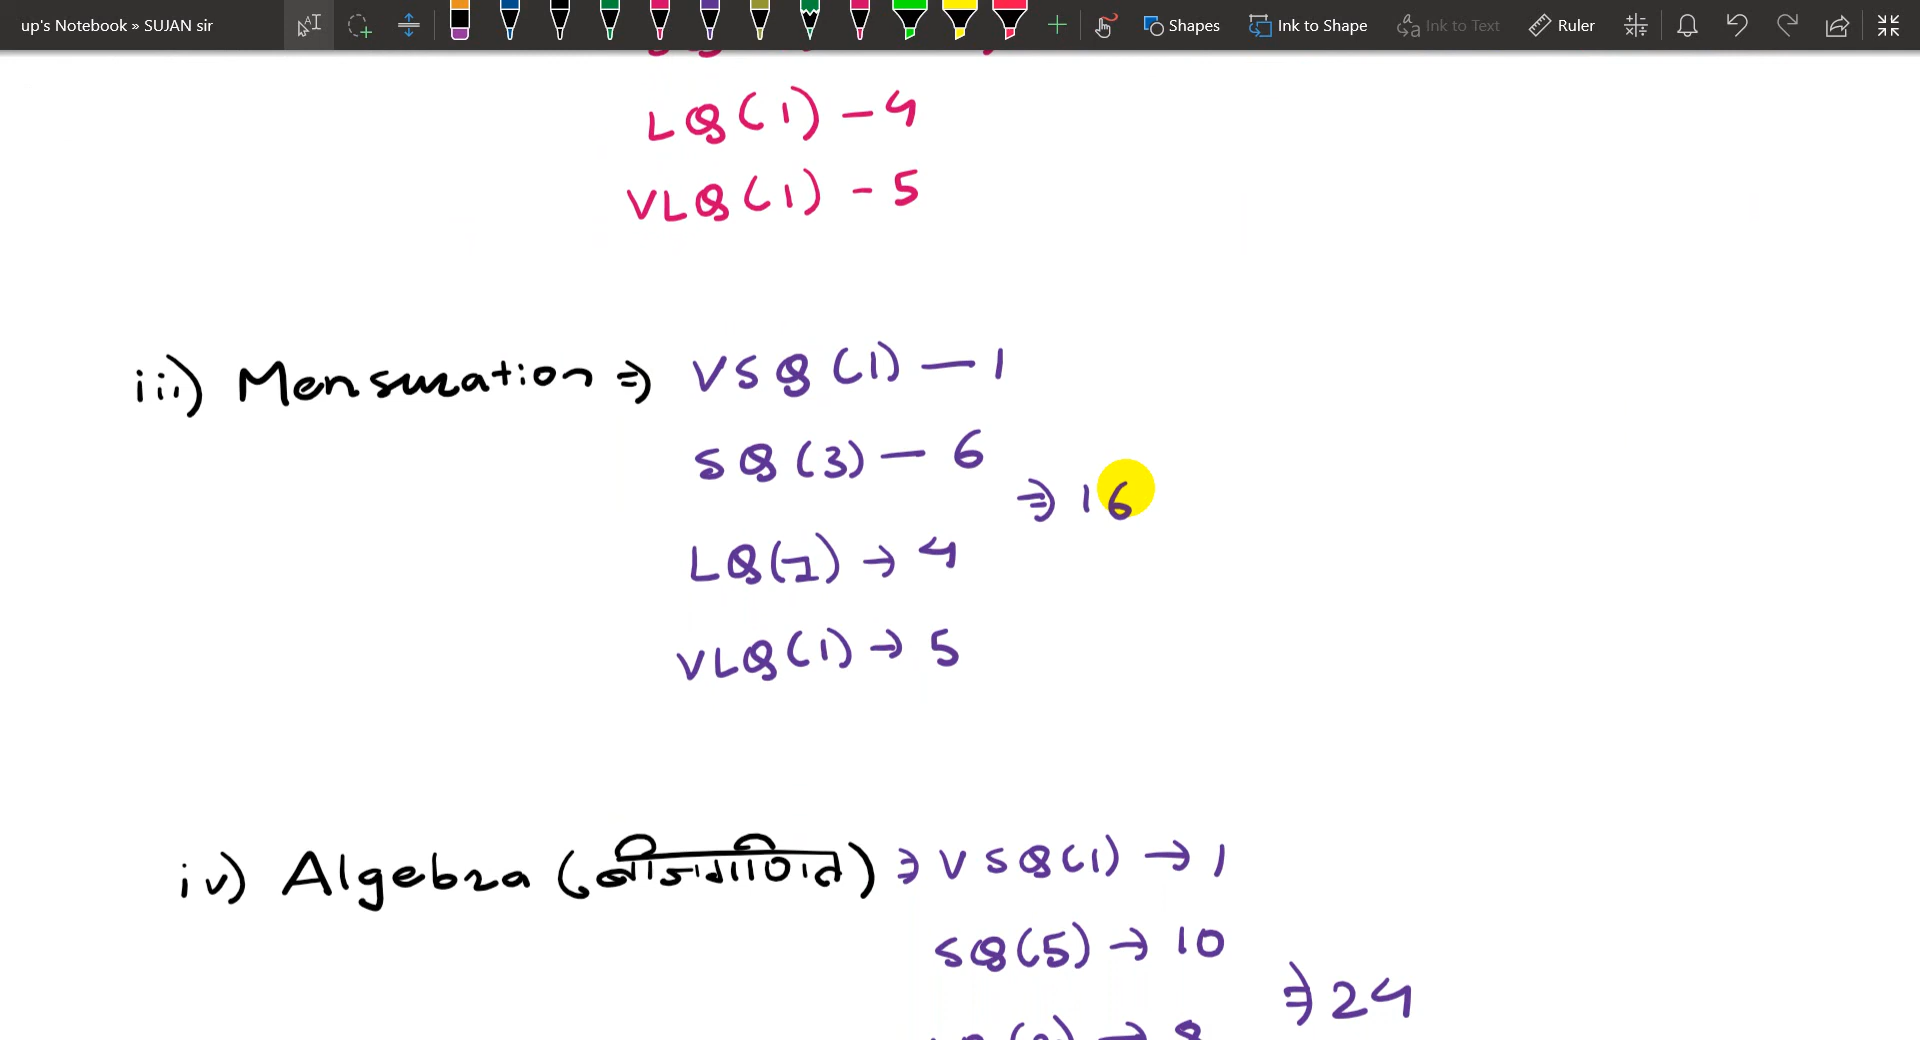 up's Notebook » SUJAN sir
Shapes
Ink to Shape
Ink to Text
Ruler
LQ(1) - 4
VLQ(1) - 5
iii) Mensuration ⇒ VSQ(1) — 1
SQ(3) — 6
⇒ 16
LQ(1) → 4
VLQ(1) → 5
iv) Algebra (बीजगणित) ⇒ VSQ(1) → 1
SQ(5) → 10
⇒ 24